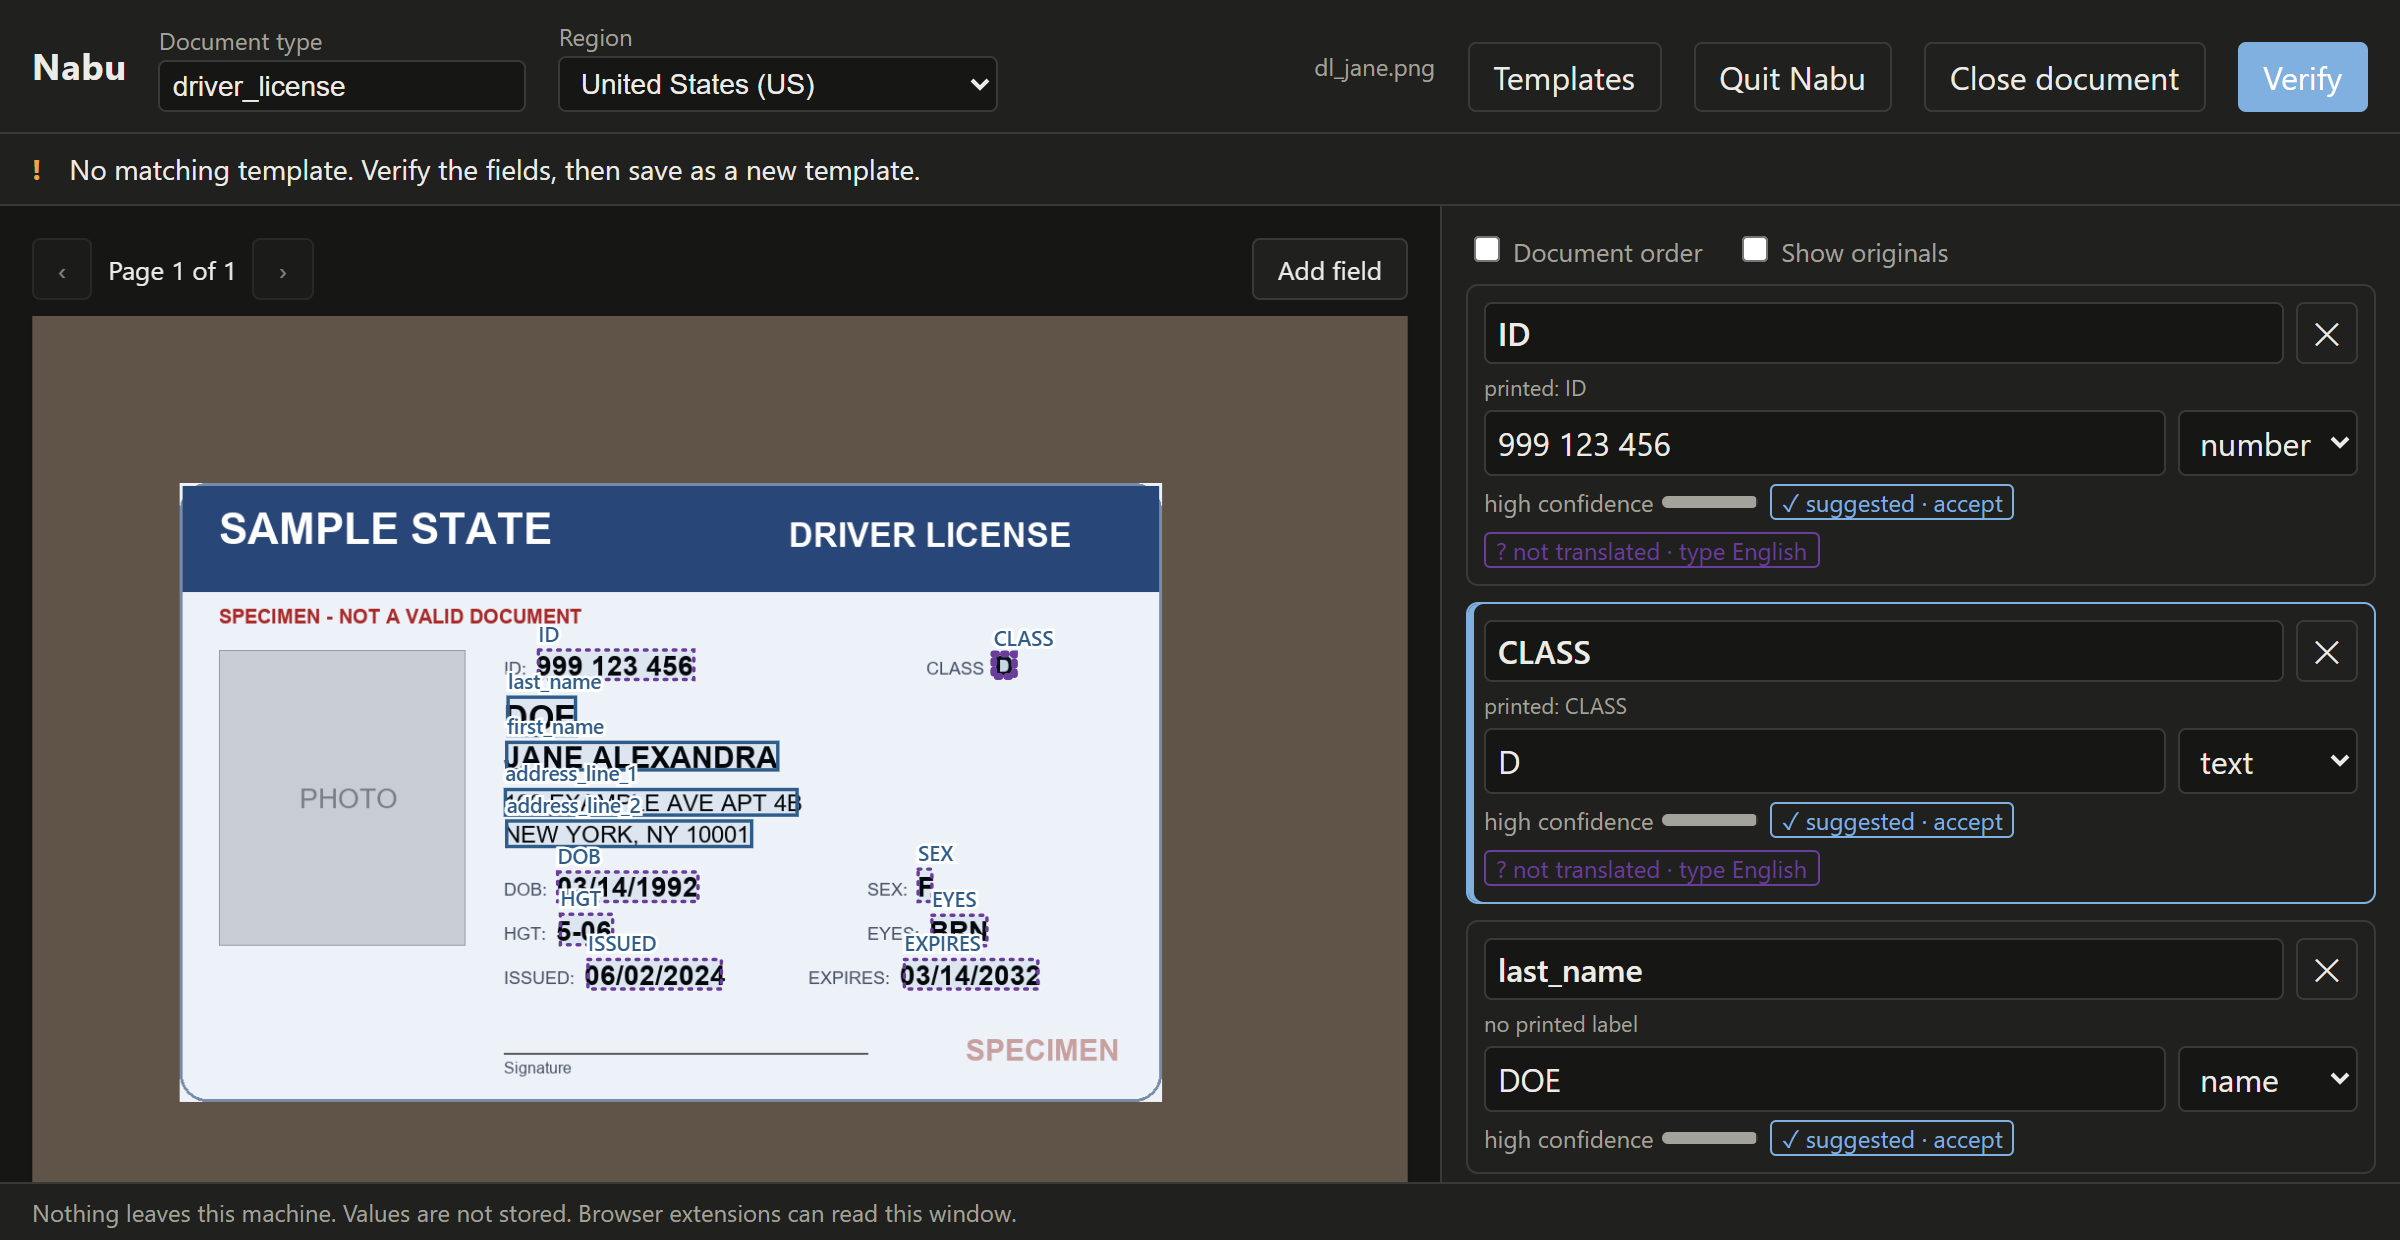 Nabu
Document type
driver_license
Region
United States (US)
dl_jane.png
Templates
Quit Nabu
Close document
Verify
! No matching template. Verify the fields, then save as a new template.
‹ Page 1 of 1 ›
Add field
SAMPLE STATE
DRIVER LICENSE
SPECIMEN - NOT A VALID DOCUMENT
PHOTO
ID
ID: 999 123 456
CLASS
CLASS D
last_name
DOE
first_name
JANE ALEXANDRA
address_line_1
EXAMPLE AVE APT 4B
address_line_2
NEW YORK, NY 10001
DOB
DOB: 03/14/1992
SEX
SEX: F
HGT
HGT: 5-06
EYES
EYES: BRN
ISSUED
ISSUED: 06/02/2024
EXPIRES
EXPIRES: 03/14/2032
Signature
SPECIMEN
Document order
Show originals
ID
printed: ID
999 123 456
number
high confidence
✓ suggested · accept
? not translated · type English
CLASS
printed: CLASS
D
text
high confidence
✓ suggested · accept
? not translated · type English
last_name
no printed label
DOE
name
high confidence
✓ suggested · accept
Nothing leaves this machine. Values are not stored. Browser extensions can read this window.